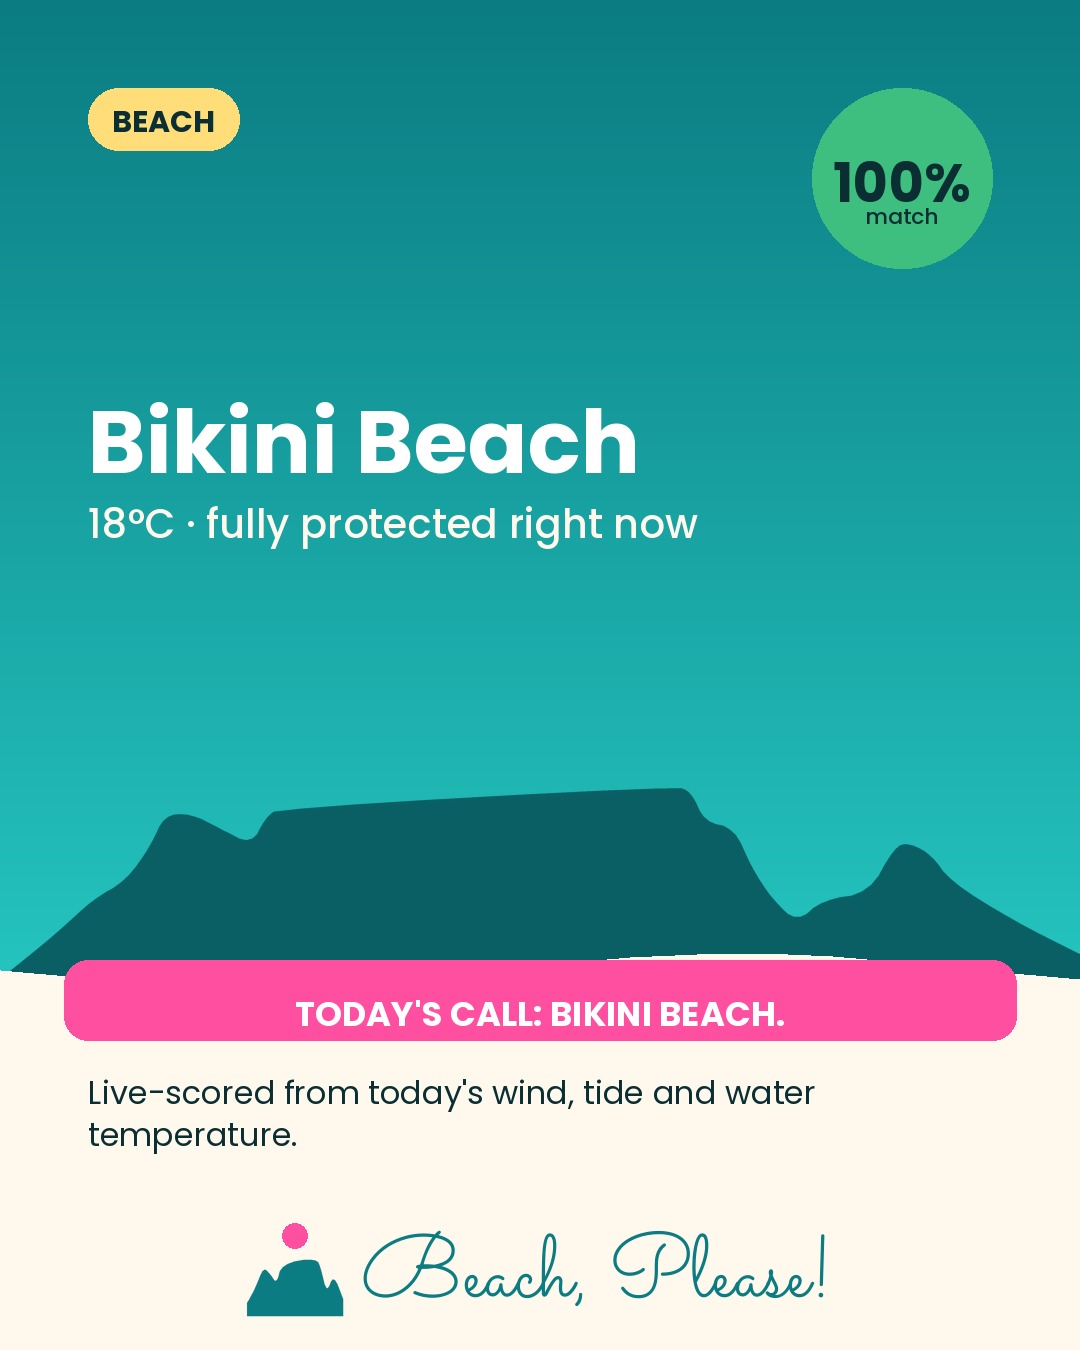 BEACH
100%
match
Bikini Beach
18°C · fully protected right now
TODAY'S CALL: BIKINI BEACH.
Live-scored from today's wind, tide and water
temperature.
Beach, Please!